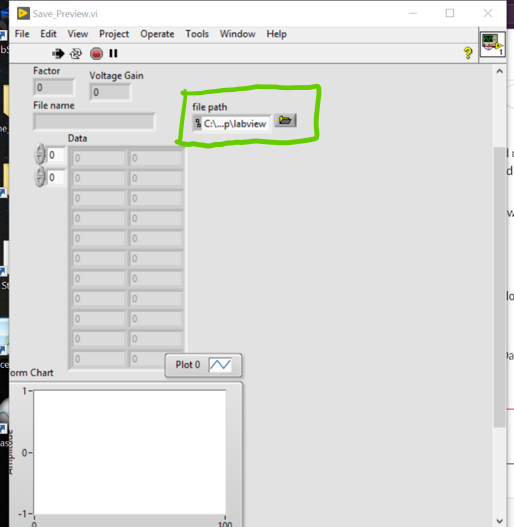 Save_Preview.vi
File Edit View Project Operate Tools Window Help
? 1
Factor
Voltage Gain
0
0
File name
file path
C:\...p\labview
Data
0
0 0
0
0 0
0 0
0 0
0 0
0 0
0 0
0 0
0 0
0 0
0 0
Plot 0
orm Chart
1
0
-1
Amplitude
0 100